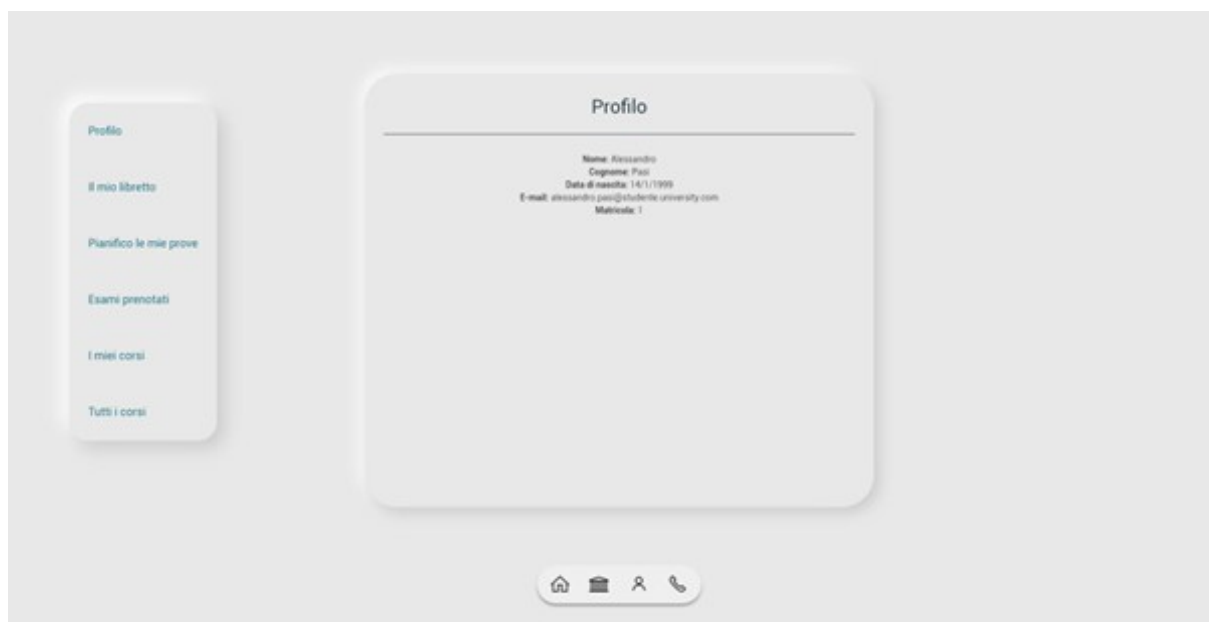 Profilo
Il mio libretto
Pianifico le mie prove
Esami prenotati
I miei corsi
Tutti i corsi
Profilo
Nome: Alessandro
Cognome: Pasi
Data di nascita: 14/1/1999
E-mail: alessandro.pasi@studente.university.com
Matricola: 1